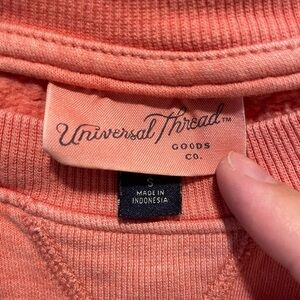 Universal Thread™
GOODS
CO.
S
MADE IN
INDONESIA